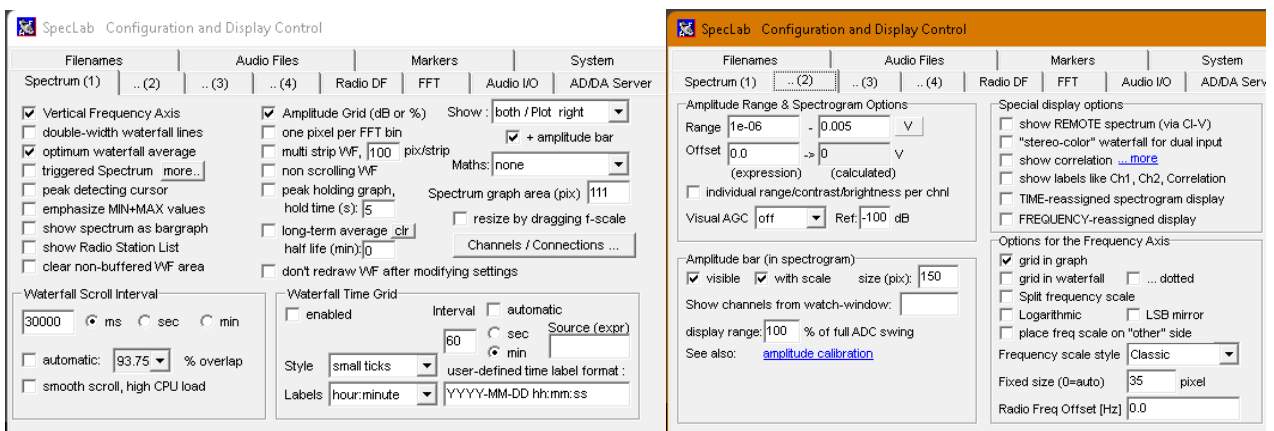 SpecLab Configuration and Display Control
Filenames Audio Files Markers System
Spectrum (1) .. (2) .. (3) .. (4) Radio DF FFT Audio I/O AD/DA Server
Vertical Frequency Axis
double-width waterfall lines
optimum waterfall average
triggered Spectrum more..
peak detecting cursor
emphasize MIN+MAX values
show spectrum as bargraph
show Radio Station List
clear non-buffered WF area
Amplitude Grid (dB or %)
one pixel per FFT bin
multi strip WF, 100 pix/strip
non scrolling WF
peak holding graph,
hold time (s): 5
long-term average clr
half life (min): 0
don't redraw WF after modifying settings
Show : both / Plot right
+ amplitude bar
Maths: none
Spectrum graph area (pix) 111
resize by dragging f-scale
Channels / Connections ...
Waterfall Scroll Interval
30000 ms sec min
automatic: 93.75 % overlap
smooth scroll, high CPU load
Waterfall Time Grid
enabled Interval automatic
60 sec min Source (expr)
Style small ticks user-defined time label format :
Labels hour:minute YYYY-MM-DD hh:mm:ss
SpecLab Configuration and Display Control
Filenames Audio Files Markers System
Spectrum (1) .. (2) .. (3) .. (4) Radio DF FFT Audio I/O AD/DA Serv
Amplitude Range & Spectrogram Options
Range 1e-06 - 0.005 V
Offset 0.0 -> 0 V
(expression) (calculated)
individual range/contrast/brightness per chnl
Visual AGC off Ref: -100 dB
Amplitude bar (in spectrogram)
visible with scale size (pix): 150
Show channels from watch-window:
display range: 100 % of full ADC swing
See also: amplitude calibration
Special display options
show REMOTE spectrum (via CI-V)
"stereo-color" waterfall for dual input
show correlation ... more
show labels like Ch1, Ch2, Correlation
TIME-reassigned spectrogram display
FREQUENCY-reassigned display
Options for the Frequency Axis
grid in graph
grid in waterfall ... dotted
Split frequency scale
Logarithmic LSB mirror
place freq scale on "other" side
Frequency scale style Classic
Fixed size (0=auto) 35 pixel
Radio Freq Offset [Hz] 0.0